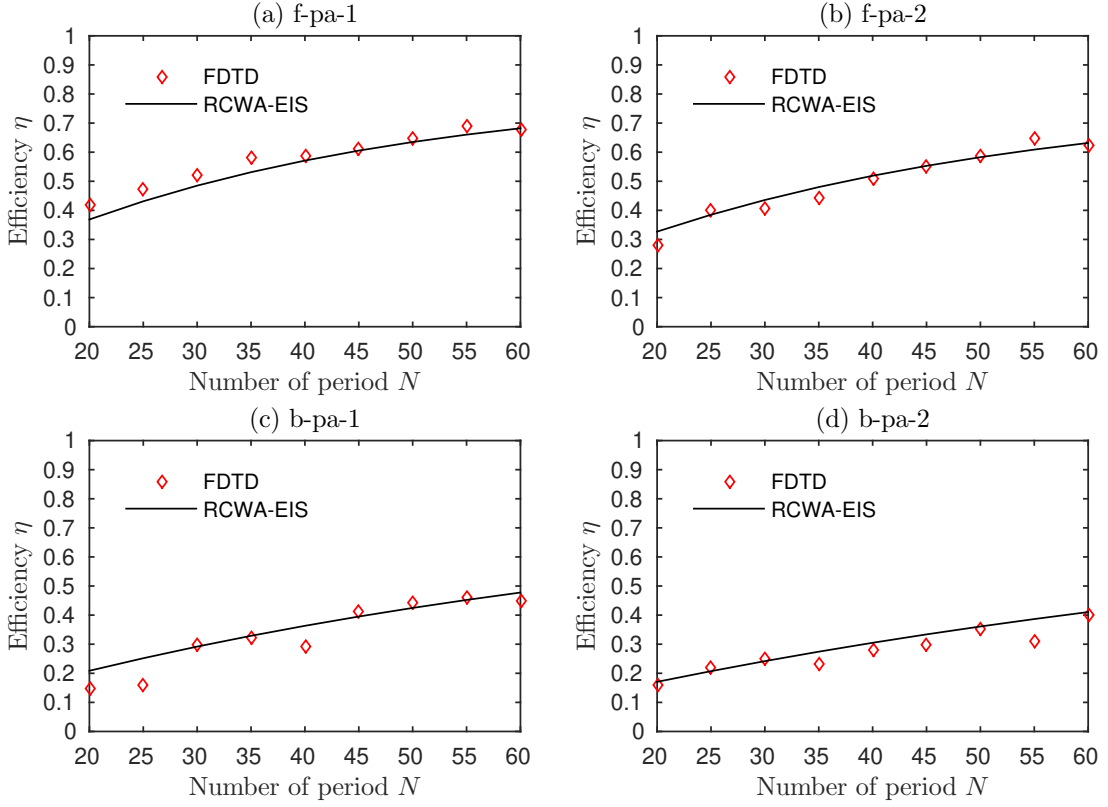 (a) f-pa-1
1
0.9
0.8
0.7
0.6
0.5
0.4
0.3
0.2
0.1
0
Efficiency η
FDTD
RCWA-EIS
20 25 30 35 40 45 50 55 60
Number of period N
(b) f-pa-2
1
0.9
0.8
0.7
0.6
0.5
0.4
0.3
0.2
0.1
0
Efficiency η
FDTD
RCWA-EIS
20 25 30 35 40 45 50 55 60
Number of period N
(c) b-pa-1
1
0.9
0.8
0.7
0.6
0.5
0.4
0.3
0.2
0.1
0
Efficiency η
FDTD
RCWA-EIS
20 25 30 35 40 45 50 55 60
Number of period N
(d) b-pa-2
1
0.9
0.8
0.7
0.6
0.5
0.4
0.3
0.2
0.1
0
Efficiency η
FDTD
RCWA-EIS
20 25 30 35 40 45 50 55 60
Number of period N